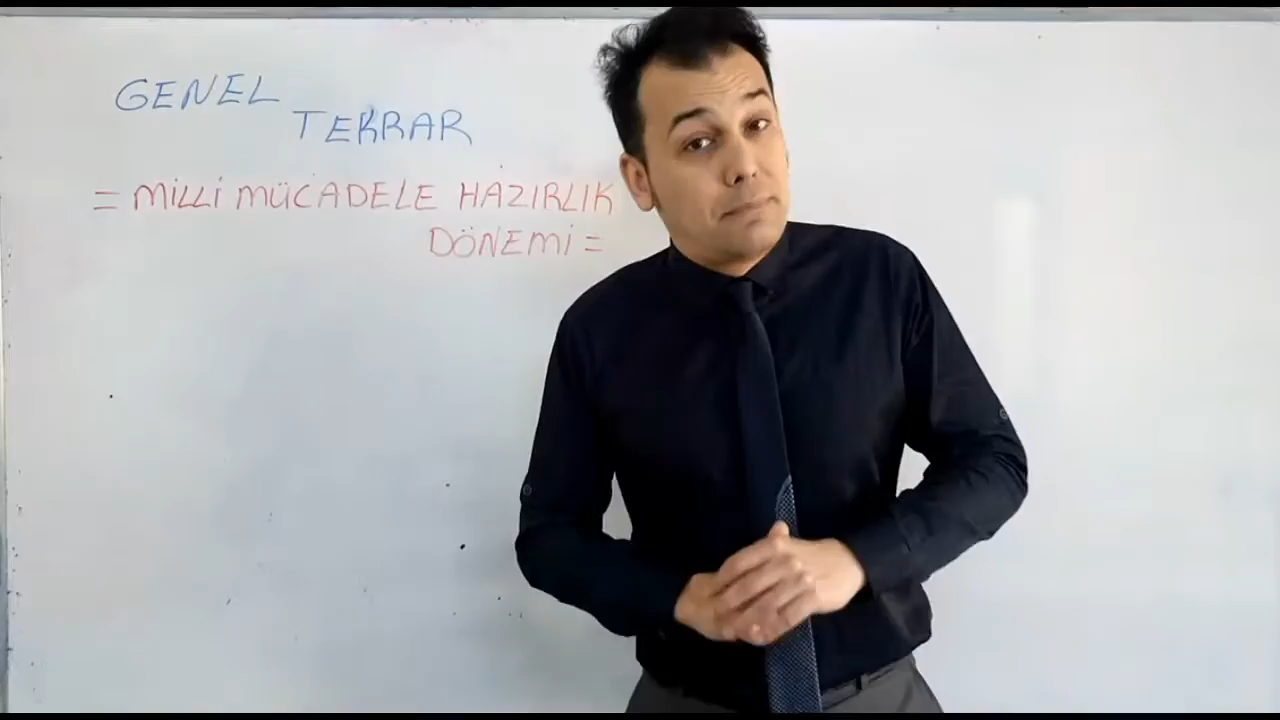 GENEL
TEKRAR
= MİLLİ MÜCADELE HAZIRLIK
DÖNEMİ =